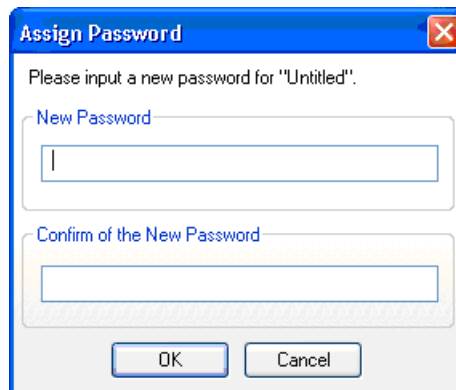 Assign Password
Please input a new password for "Untitled".
New Password
Confirm of the New Password
OK
Cancel